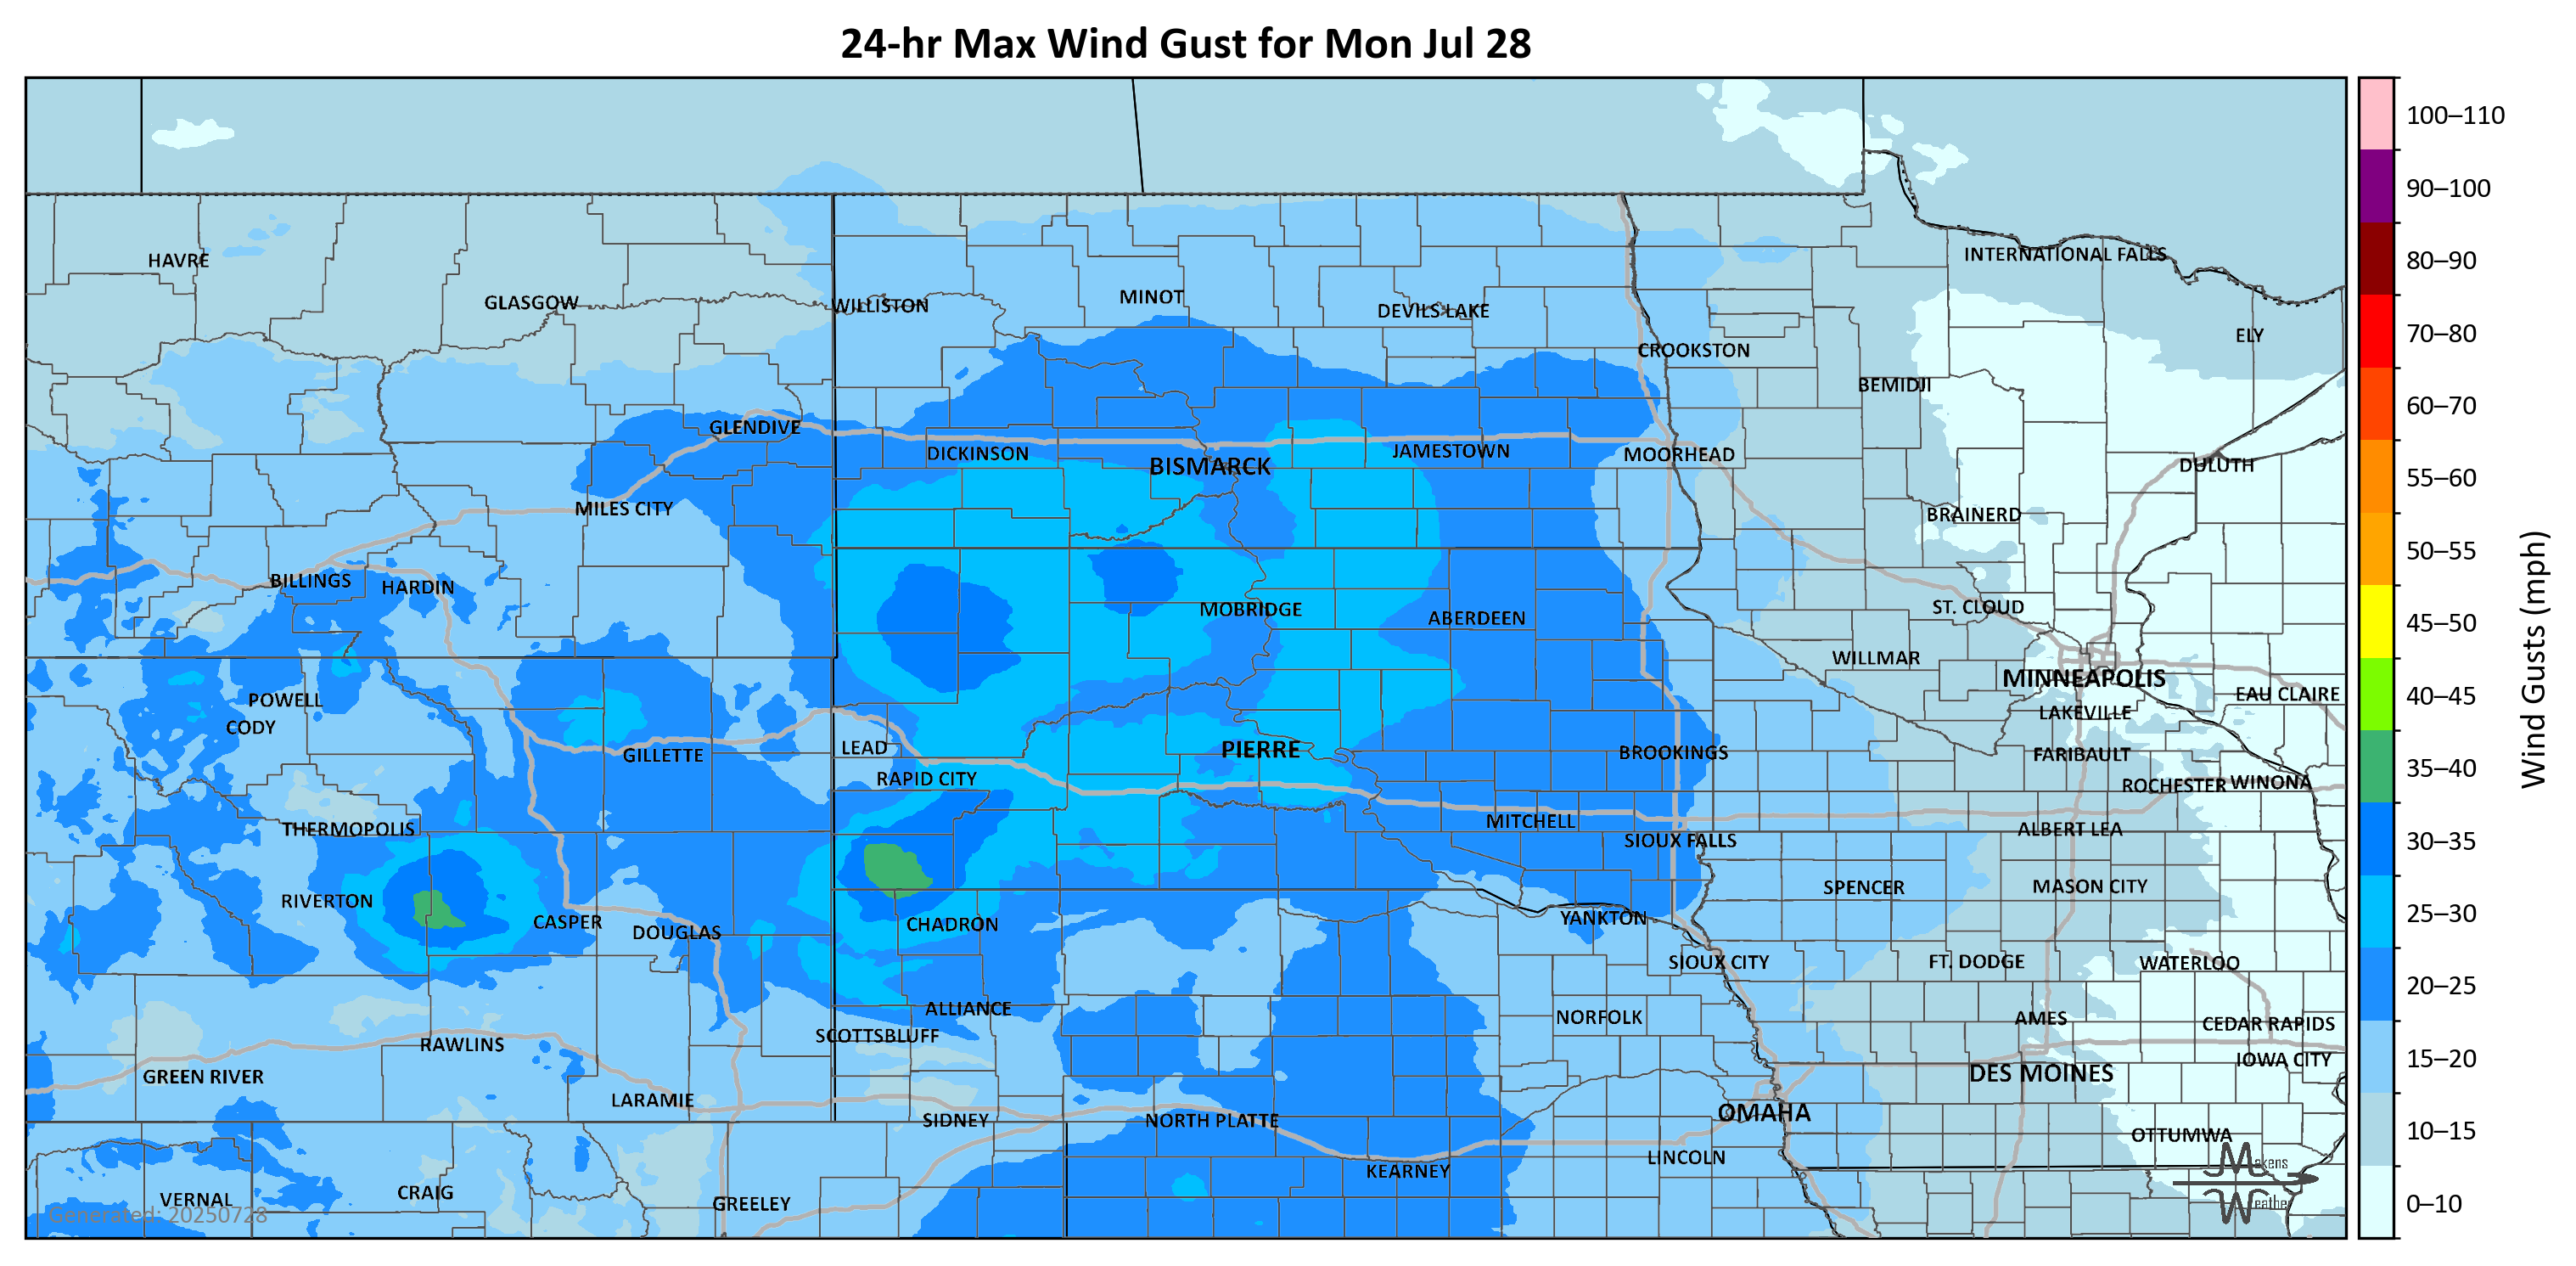 24-hr Max Wind Gust for Mon Jul 28
100–110
90–100
80–90
70–80
60–70
55–60
50–55
45–50
40–45
35–40
30–35
25–30
20–25
15–20
10–15
0–10
Wind Gusts (mph)
HAVRE
GLASGOW
WILLISTON
MINOT
DEVILS LAKE
INTERNATIONAL FALLS
ELY
CROOKSTON
BEMIDJI
GLENDIVE
DICKINSON
BISMARCK
JAMESTOWN
MOORHEAD
DULUTH
MILES CITY
BRAINERD
BILLINGS
HARDIN
MOBRIDGE
ABERDEEN
ST. CLOUD
WILLMAR
MINNEAPOLIS
EAU CLAIRE
POWELL
CODY
LAKEVILLE
GILLETTE
LEAD
PIERRE
BROOKINGS
FARIBAULT
RAPID CITY
ROCHESTER
WINONA
THERMOPOLIS
MITCHELL
SIOUX FALLS
ALBERT LEA
RIVERTON
CASPER
DOUGLAS
CHADRON
YANKTON
SPENCER
MASON CITY
SIOUX CITY
FT. DODGE
WATERLOO
ALLIANCE
SCOTTSBLUFF
NORFOLK
AMES
CEDAR RAPIDS
RAWLINS
IOWA CITY
GREEN RIVER
DES MOINES
LARAMIE
SIDNEY
NORTH PLATTE
OMAHA
OTTUMWA
KEARNEY
LINCOLN
VERNAL
CRAIG
GREELEY
Generated: 20250728
Makens
Weather